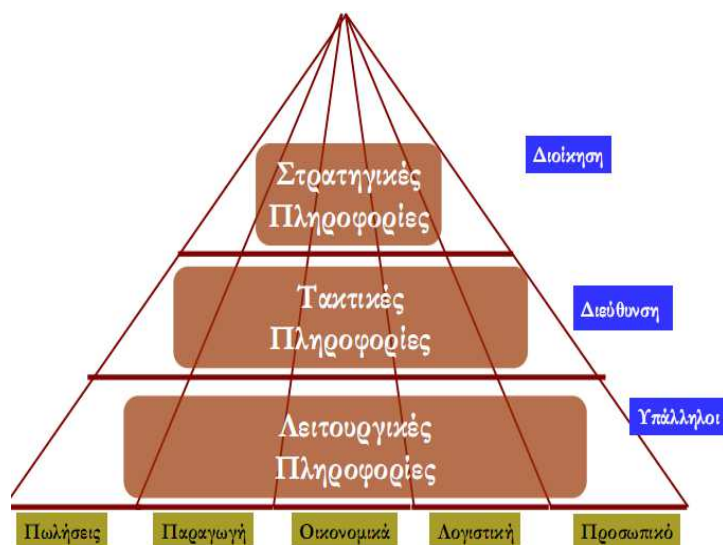 Διοίκηση
Στρατηγικές
Πληροφορίες
Τακτικές
Πληροφορίες
Διεύθυνση
Λειτουργικές
Πληροφορίες
Υπάλληλοι
Πωλήσεις
Παραγωγή
Οικονομικά
Λογιστική
Προσωπικό